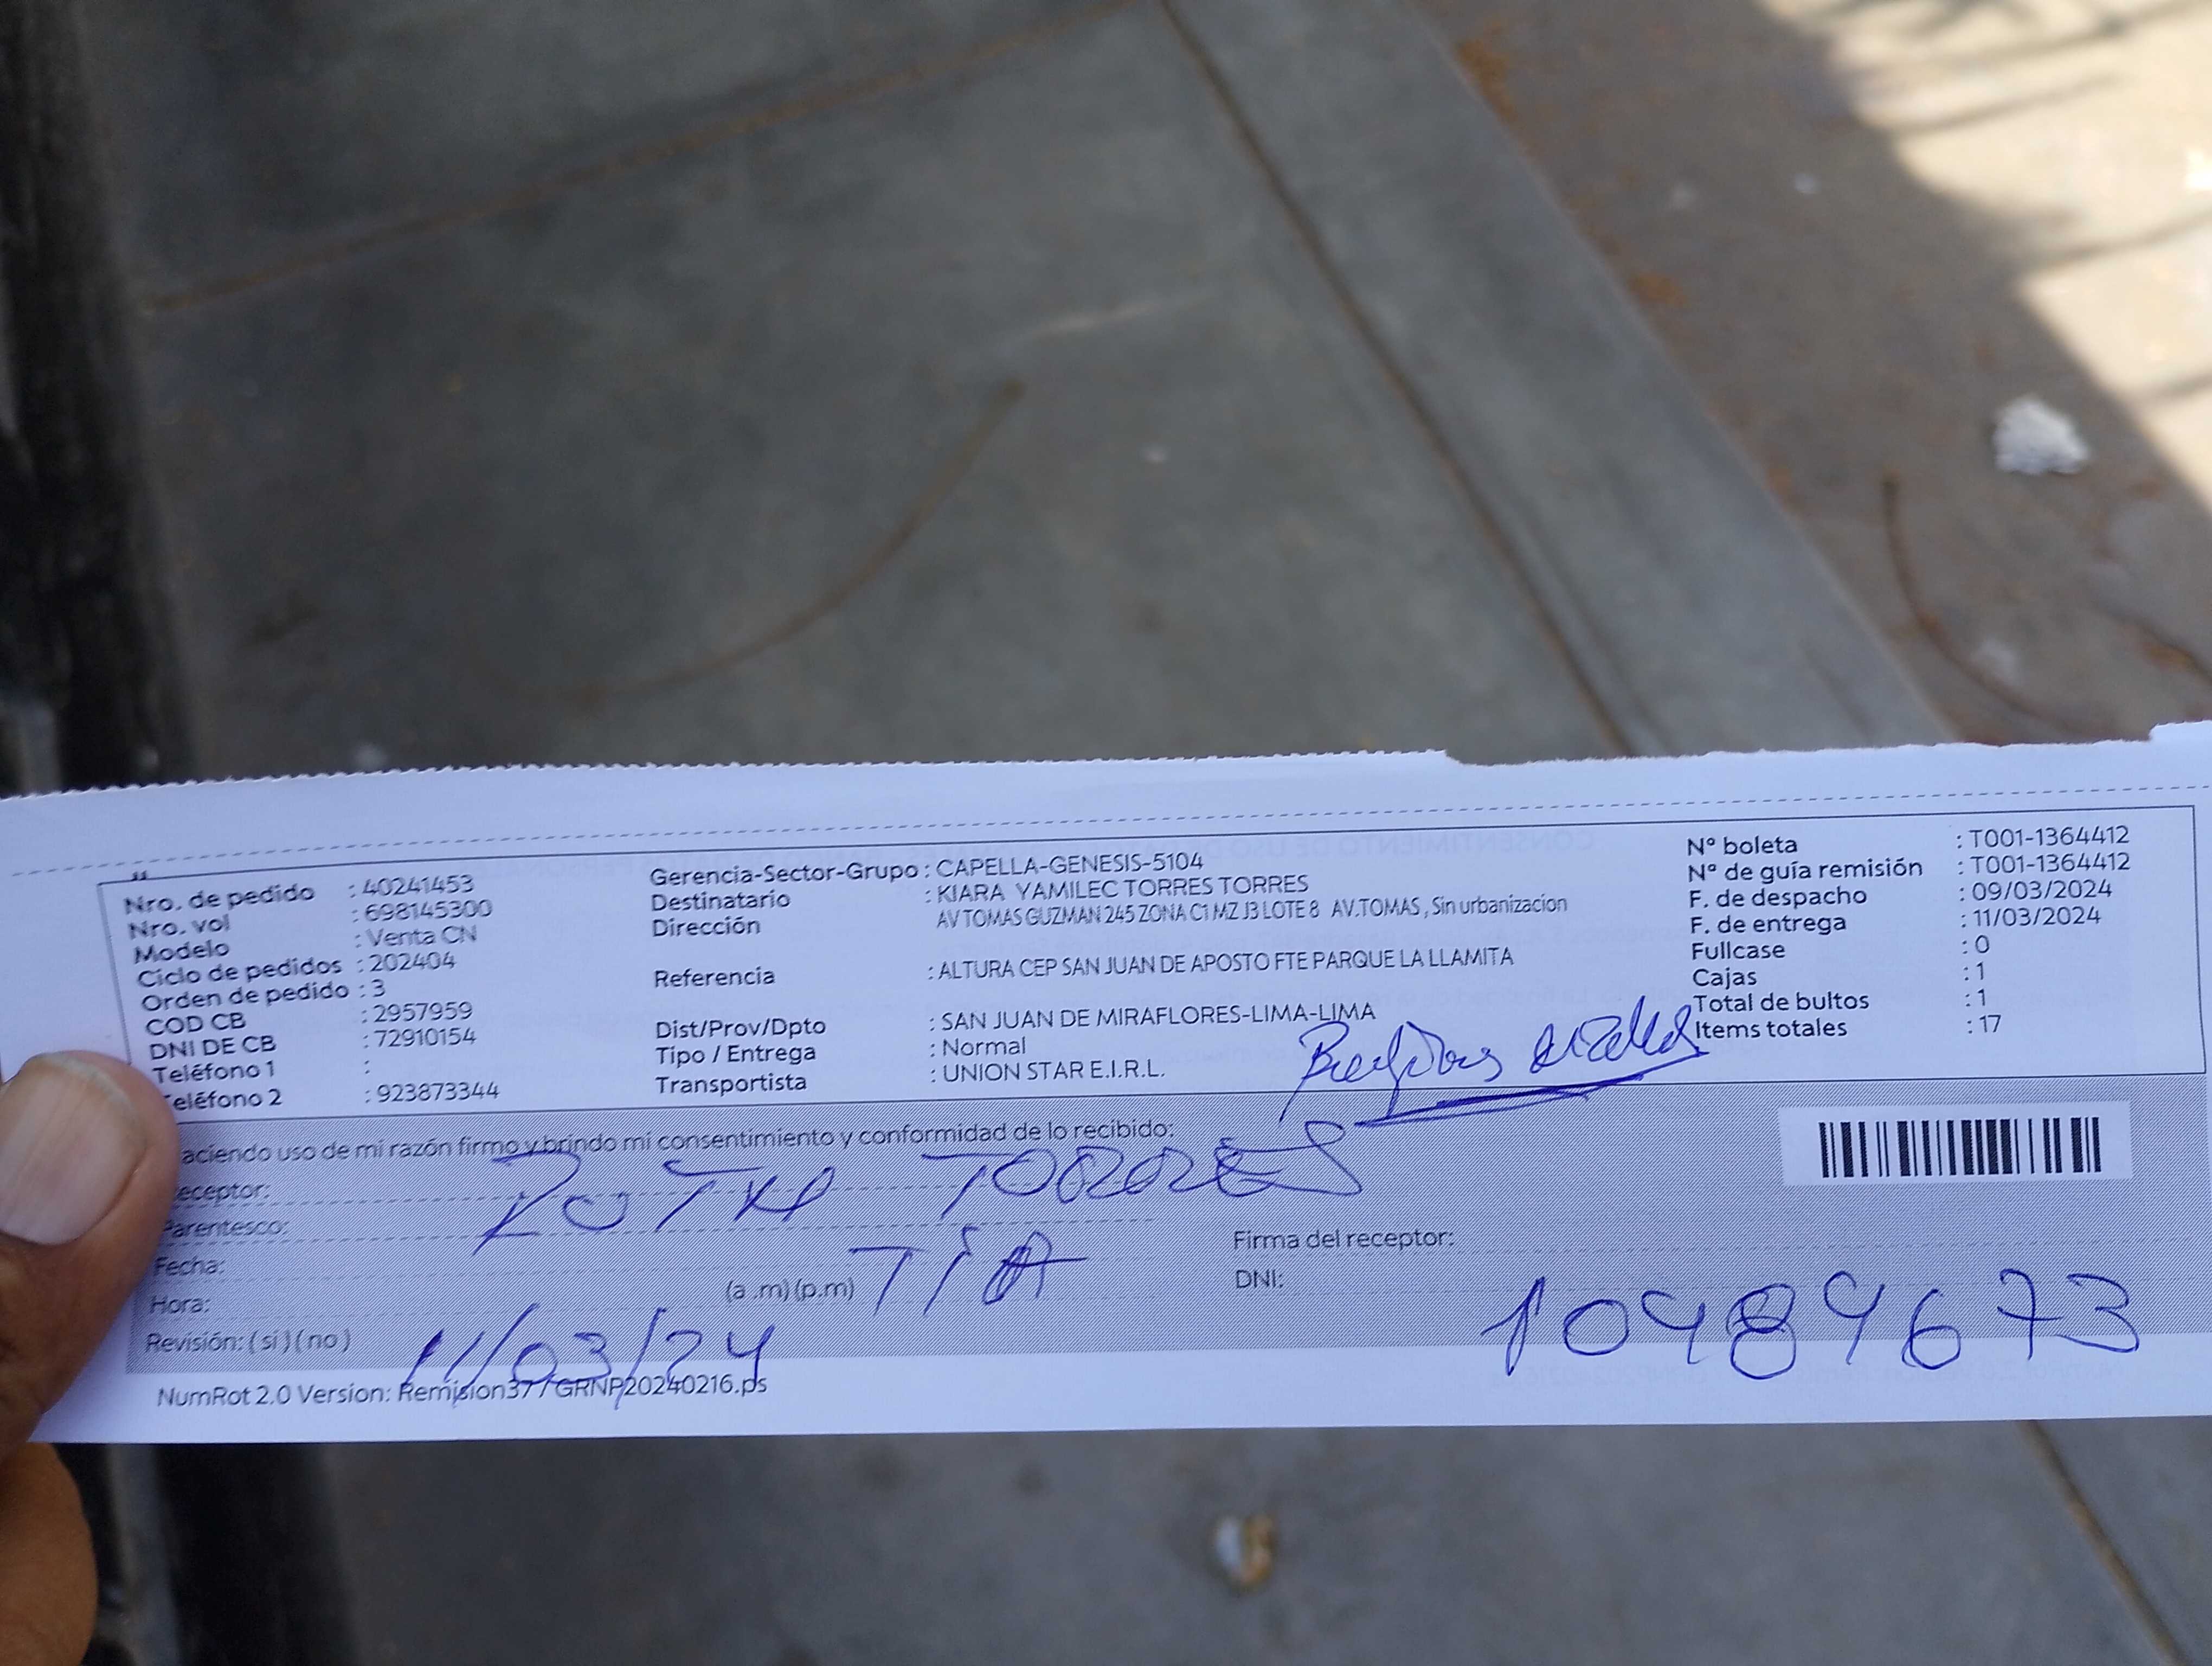 Nro. de pedido : 40241453
Nro. vol : 698145300
Modelo : Venta CN
Ciclo de pedidos : 202404
Orden de pedido : 3
COD CB : 2957959
DNI DE CB : 72910154
Teléfono 1 :
eléfono 2 : 923873344
Gerencia-Sector-Grupo : CAPELLA-GENESIS-5104
Destinatario : KIARA YAMILEC TORRES TORRES
Dirección AV TOMAS GUZMAN 245 ZONA C1 MZ J3 LOTE 8 AV.TOMAS , Sin urbanizacion
Referencia : ALTURA CEP SAN JUAN DE APOSTO FTE PARQUE LA LLAMITA
Dist/Prov/Dpto : SAN JUAN DE MIRAFLORES-LIMA-LIMA
Tipo / Entrega : Normal
Transportista : UNION STAR E.I.R.L.
N° boleta : T001-1364412
N° de guía remisión : T001-1364412
F. de despacho : 09/03/2024
F. de entrega : 11/03/2024
Fullcase : 0
Cajas : 1
Total de bultos : 1
Items totales : 17
aciendo uso de mi razón firmo y brindo mi consentimiento y conformidad de lo recibido:
eceptor: TORRES
Parentesco: TIA
Fecha: 11/03/24
Hora: (a .m) (p.m)
Revisión: ( si ) ( no )
Firma del receptor:
DNI: 10489673
NumRot 2.0 Version: Remision37 / GRNP20240216.ps